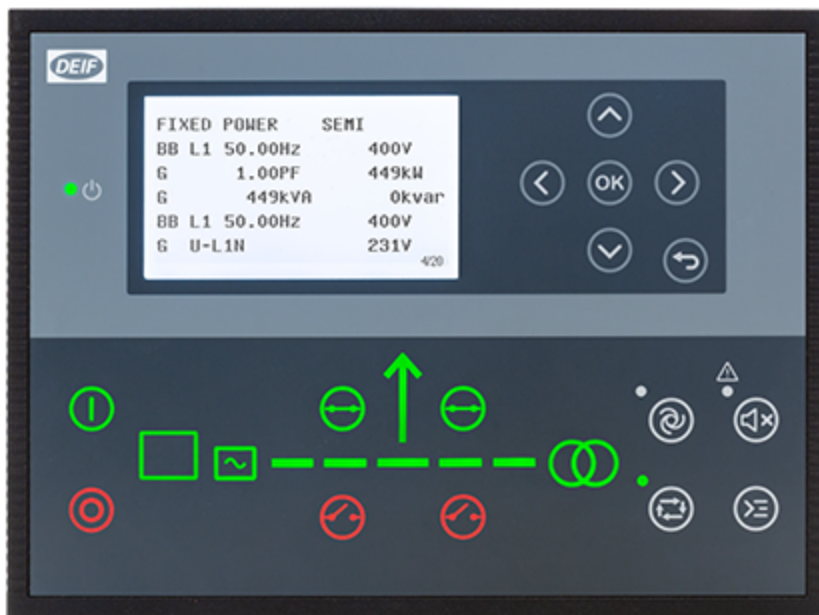 DEIF
FIXED POWER SEMI
BB L1 50.00Hz 400V
G 1.00PF 449kW
G 449kVA 0kvar
BB L1 50.00Hz 400V
G U-L1N 231V
4/20
OK